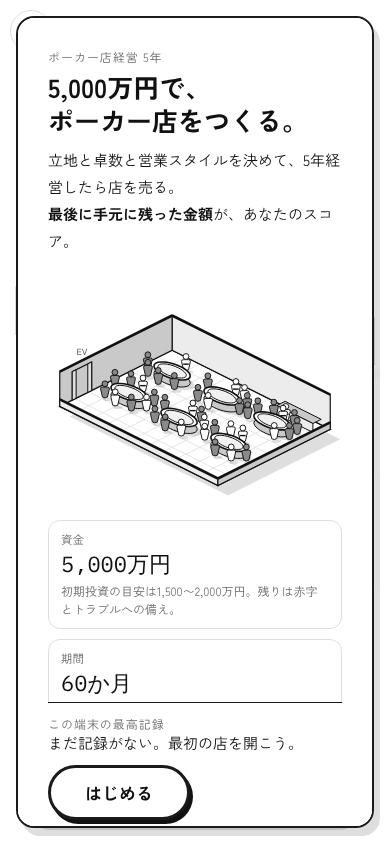 ポーカー店経営 5年
5,000万円で、
ポーカー店をつくる。
立地と卓数と営業スタイルを決めて、5年経
営したら店を売る。
最後に手元に残った金額が、あなたのスコ
ア。
EV
資金
5,000万円
初期投資の目安は1,500〜2,000万円。残りは赤字
とトラブルへの備え。
期間
60か月
この端末の最高記録
まだ記録がない。最初の店を開こう。
はじめる